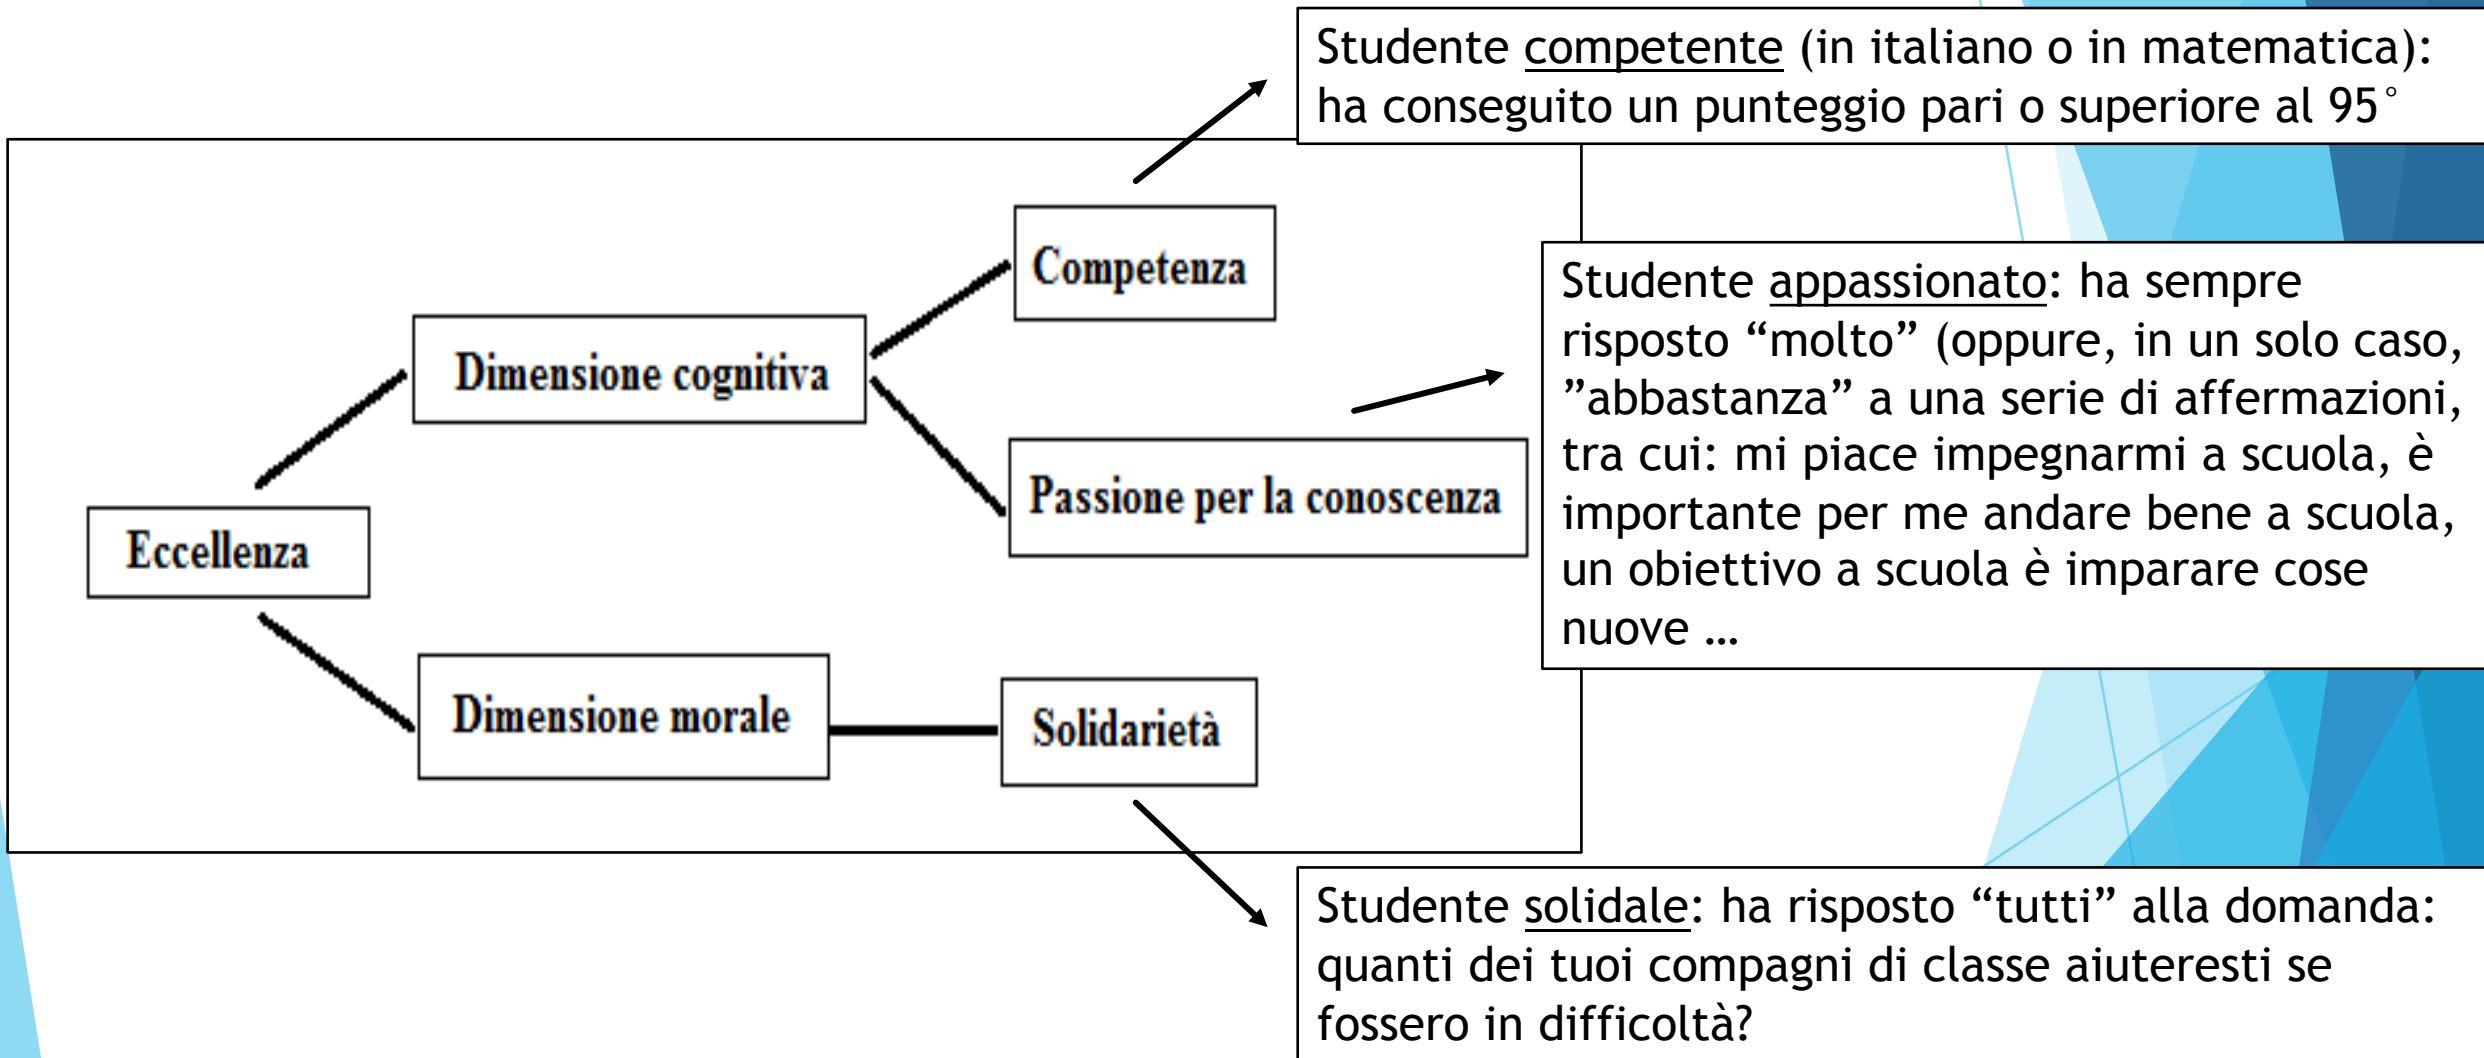 Studente competente (in italiano o in matematica):
ha conseguito un punteggio pari o superiore al 95°
Competenza
Studente appassionato: ha sempre
risposto “molto” (oppure, in un solo caso,
”abbastanza” a una serie di affermazioni,
tra cui: mi piace impegnarmi a scuola, è
importante per me andare bene a scuola,
un obiettivo a scuola è imparare cose
nuove …
Dimensione cognitiva
Passione per la conoscenza
Eccellenza
Dimensione morale
Solidarietà
Studente solidale: ha risposto “tutti” alla domanda:
quanti dei tuoi compagni di classe aiuteresti se
fossero in difficoltà?